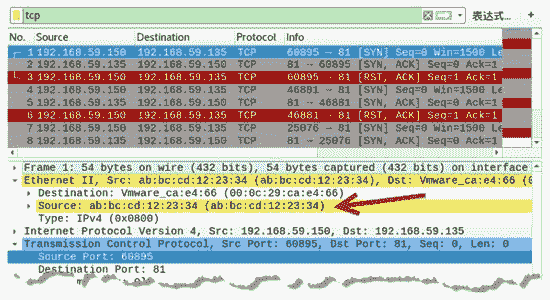 tcp 表达式… +
No. Source Destination Protocol Info
1 192.168.59.150 192.168.59.135 TCP 60895 → 81 [SYN] Seq=0 Win=1500 Le
2 192.168.59.135 192.168.59.150 TCP 81 → 60895 [SYN, ACK] Seq=0 Ack=
3 192.168.59.150 192.168.59.135 TCP 60895 → 81 [RST, ACK] Seq=1 Ack=1
4 192.168.59.150 192.168.59.135 TCP 46881 → 81 [SYN] Seq=0 Win=1500 Le
5 192.168.59.135 192.168.59.150 TCP 81 → 46881 [SYN, ACK] Seq=0 Ack=
6 192.168.59.150 192.168.59.135 TCP 46881 → 81 [RST, ACK] Seq=1 Ack=1
7 192.168.59.150 192.168.59.135 TCP 25076 → 81 [SYN] Seq=0 Win=1500 Le
8 192.168.59.135 192.168.59.150 TCP 81 → 25076 [SYN, ACK] Seq=0 Ack=
Frame 1: 54 bytes on wire (432 bits), 54 bytes captured (432 bits) on interface
Ethernet II, Src: ab:bc:cd:12:23:34 (ab:bc:cd:12:23:34), Dst: Vmware_ca:e4:66 (0
Destination: Vmware_ca:e4:66 (00:0c:29:ca:e4:66)
Source: ab:bc:cd:12:23:34 (ab:bc:cd:12:23:34)
Type: IPv4 (0x0800)
Internet Protocol Version 4, Src: 192.168.59.150, Dst: 192.168.59.135
Transmission Control Protocol, Src Port: 60895, Dst Port: 81, Seq: 0, Len: 0
Source Port: 60895
Destination Port: 81